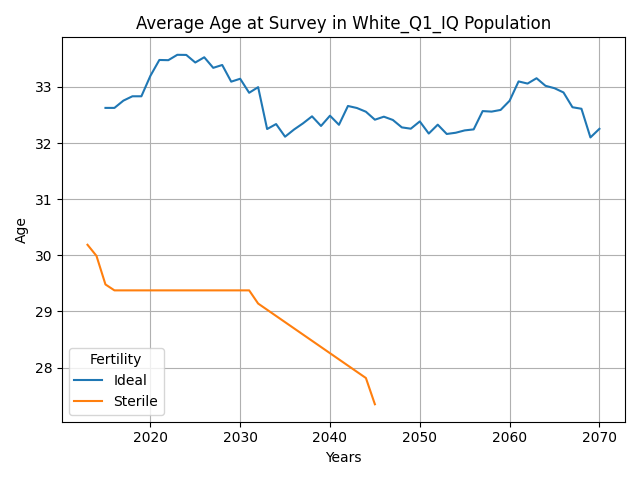 Average Age at Survey in White_Q1_IQ Population
Age
33
32
31
30
29
28
Fertility
Ideal
Sterile
2020 2030 2040 2050 2060 2070
Years